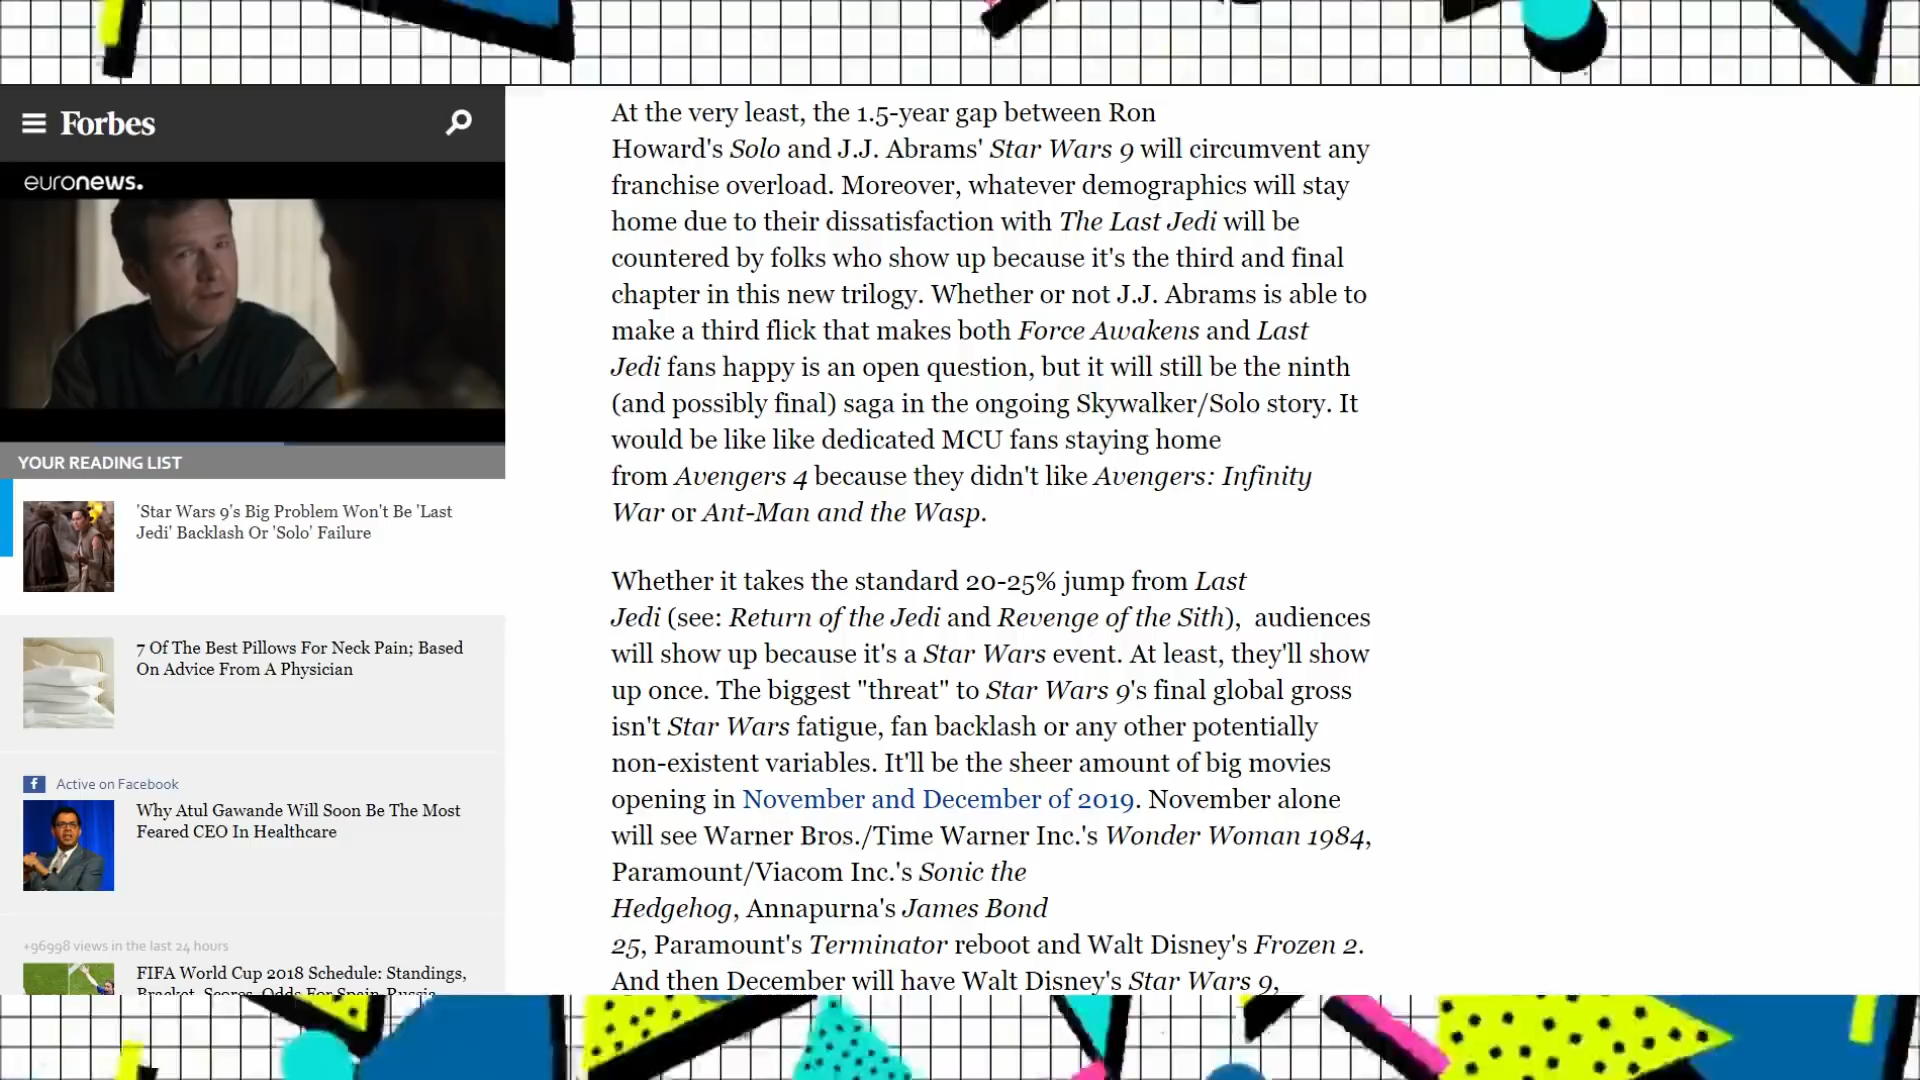 Forbes
euronews.
YOUR READING LIST
'Star Wars 9's Big Problem Won't Be 'Last
Jedi' Backlash Or 'Solo' Failure
7 Of The Best Pillows For Neck Pain; Based
On Advice From A Physician
Active on Facebook
Why Atul Gawande Will Soon Be The Most
Feared CEO In Healthcare
+96998 views in the last 24 hours
FIFA World Cup 2018 Schedule: Standings,
Bracket, Scores, Odds For Spain-Russia
At the very least, the 1.5-year gap between Ron
Howard's Solo and J.J. Abrams' Star Wars 9 will circumvent any
franchise overload. Moreover, whatever demographics will stay
home due to their dissatisfaction with The Last Jedi will be
countered by folks who show up because it's the third and final
chapter in this new trilogy. Whether or not J.J. Abrams is able to
make a third flick that makes both Force Awakens and Last
Jedi fans happy is an open question, but it will still be the ninth
(and possibly final) saga in the ongoing Skywalker/Solo story. It
would be like like dedicated MCU fans staying home
from Avengers 4 because they didn't like Avengers: Infinity
War or Ant-Man and the Wasp.
Whether it takes the standard 20-25% jump from Last
Jedi (see: Return of the Jedi and Revenge of the Sith), audiences
will show up because it's a Star Wars event. At least, they'll show
up once. The biggest "threat" to Star Wars 9's final global gross
isn't Star Wars fatigue, fan backlash or any other potentially
non-existent variables. It'll be the sheer amount of big movies
opening in November and December of 2019. November alone
will see Warner Bros./Time Warner Inc.'s Wonder Woman 1984,
Paramount/Viacom Inc.'s Sonic the
Hedgehog, Annapurna's James Bond
25, Paramount's Terminator reboot and Walt Disney's Frozen 2.
And then December will have Walt Disney's Star Wars 9,